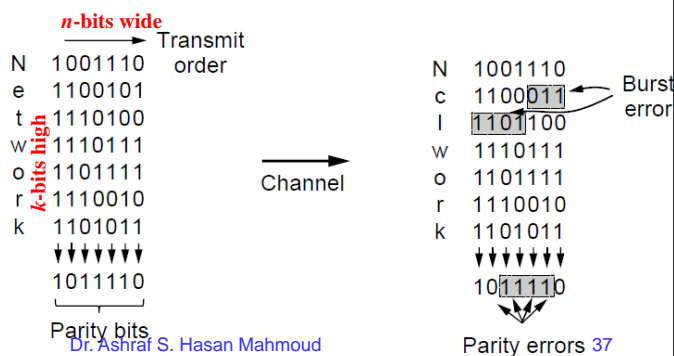 n-bits wide
Transmit
order
k-bits high
N 1001110
e 1100101
t 1110100
w 1110111
o 1101111
r 1110010
k 1101011
1011110
Parity bits
Channel
N 1001110
c 1100011
l 1101100
w 1110111
o 1101111
r 1110010
k 1101011
1011110
Parity errors
Burst
error
Dr. Ashraf S. Hasan Mahmoud
37